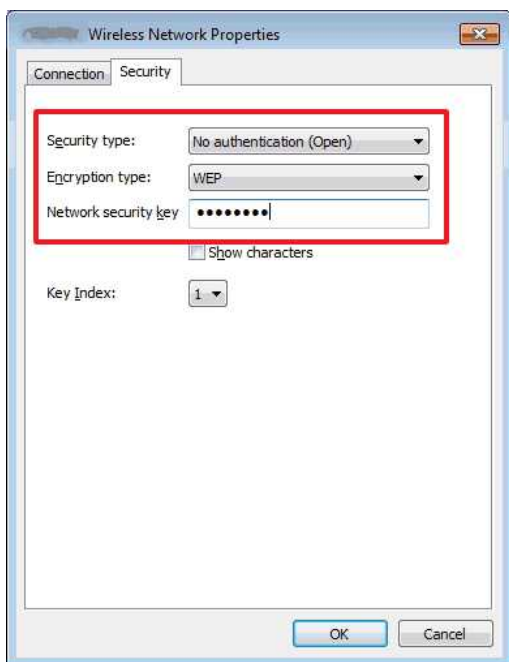 Wireless Network Properties
Connection Security
Security type: No authentication (Open)
Encryption type: WEP
Network security key ••••••••
Show characters
Key Index: 1
OK Cancel